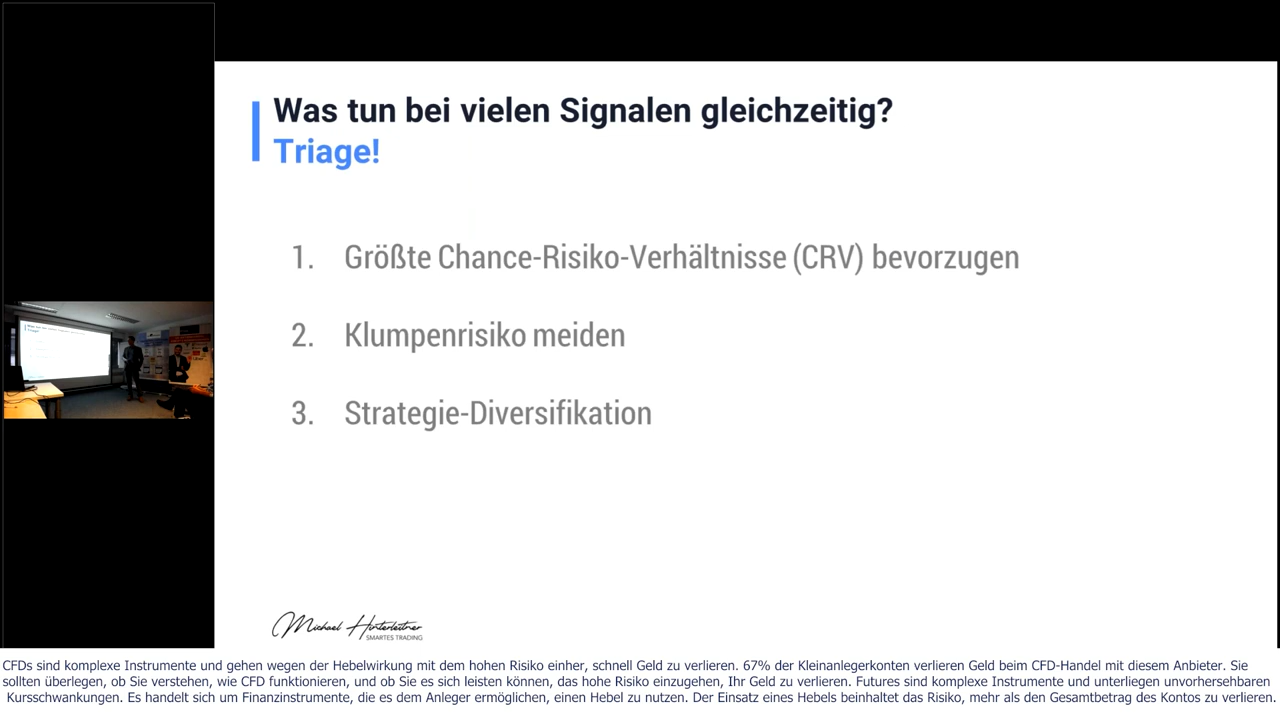 Was tun bei vielen Signalen gleichzeitig?
Triage!
1. Größte Chance-Risiko-Verhältnisse (CRV) bevorzugen
2. Klumpenrisiko meiden
3. Strategie-Diversifikation
Michael Hinterleitner
SMARTES TRADING
CFDs sind komplexe Instrumente und gehen wegen der Hebelwirkung mit dem hohen Risiko einher, schnell Geld zu verlieren. 67% der Kleinanlegerkonten verlieren Geld beim CFD-Handel mit diesem Anbieter. Sie
sollten überlegen, ob Sie verstehen, wie CFD funktionieren, und ob Sie es sich leisten können, das hohe Risiko einzugehen, Ihr Geld zu verlieren. Futures sind komplexe Instrumente und unterliegen unvorhersehbaren
Kursschwankungen. Es handelt sich um Finanzinstrumente, die es dem Anleger ermöglichen, einen Hebel zu nutzen. Der Einsatz eines Hebels beinhaltet das Risiko, mehr als den Gesamtbetrag des Kontos zu verlieren.